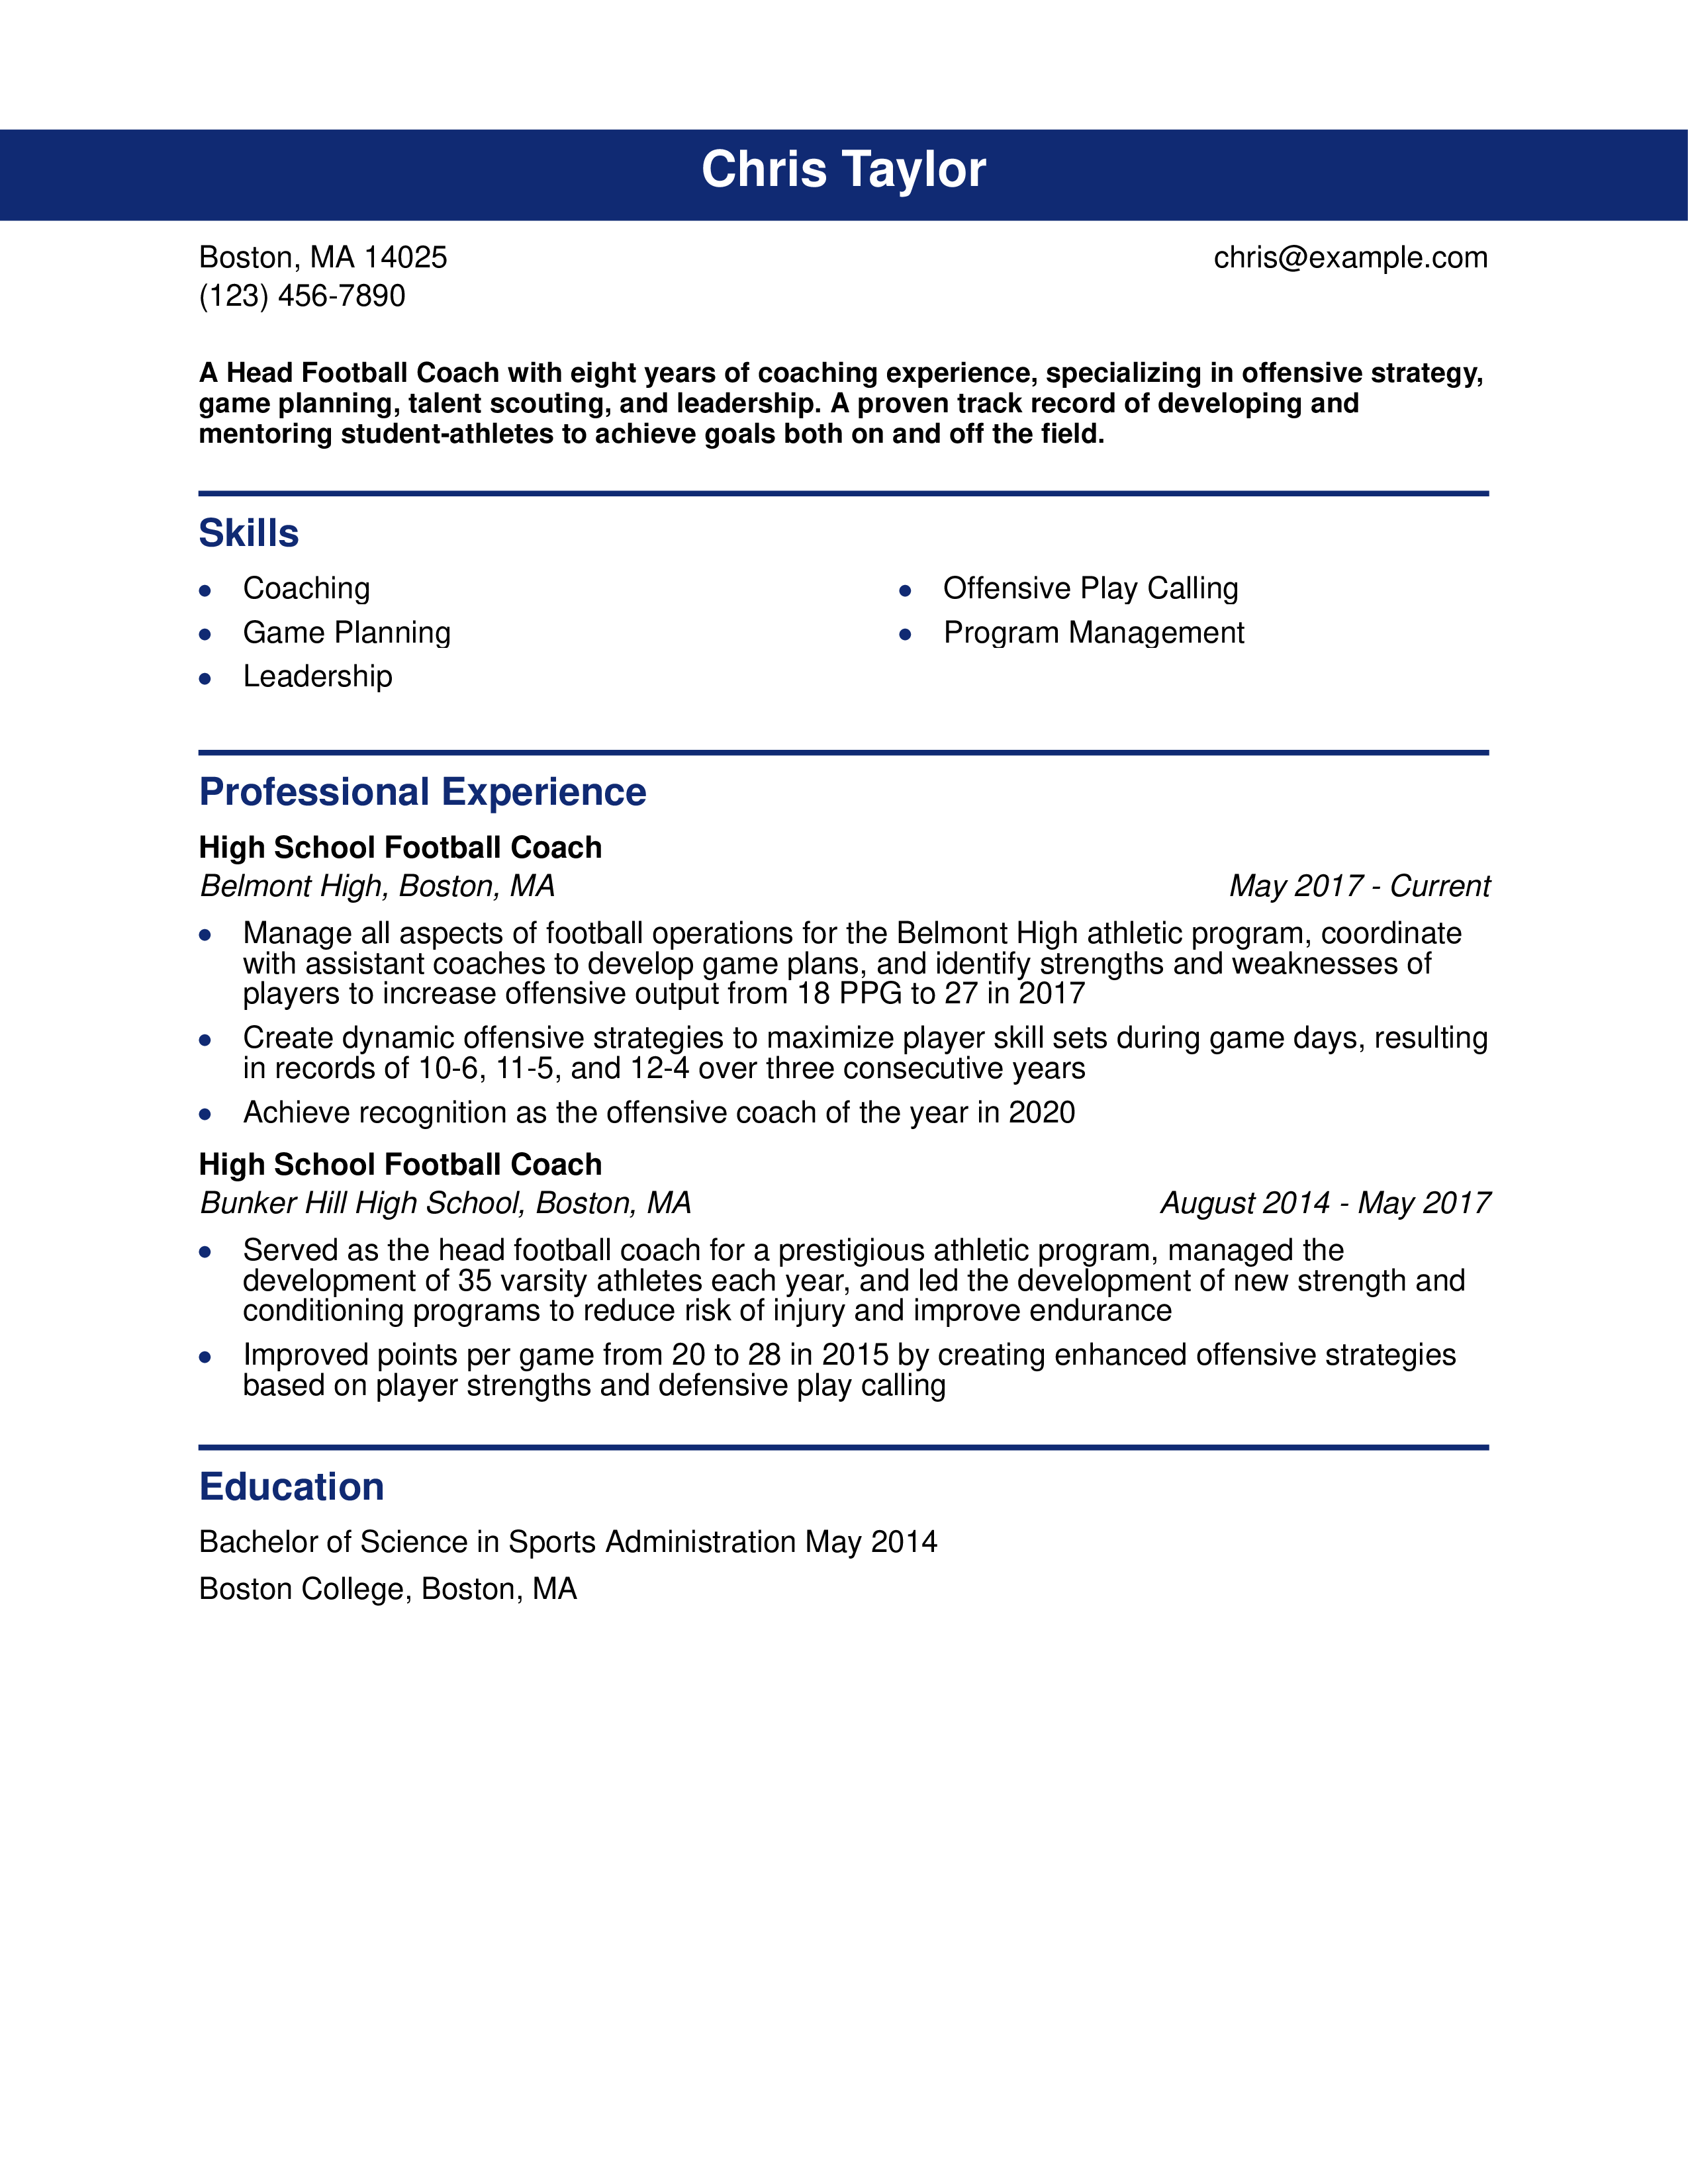 Chris Taylor
Boston, MA 14025
chris@example.com
(123) 456-7890
A Head Football Coach with eight years of coaching experience, specializing in offensive strategy,
game planning, talent scouting, and leadership. A proven track record of developing and
mentoring student-athletes to achieve goals both on and off the field.
Skills
Coaching
Game Planning
Leadership
Offensive Play Calling
Program Management
Professional Experience
High School Football Coach
Belmont High, Boston, MA
May 2017 - Current
Manage all aspects of football operations for the Belmont High athletic program, coordinate
with assistant coaches to develop game plans, and identify strengths and weaknesses of
players to increase offensive output from 18 PPG to 27 in 2017
Create dynamic offensive strategies to maximize player skill sets during game days, resulting
in records of 10-6, 11-5, and 12-4 over three consecutive years
Achieve recognition as the offensive coach of the year in 2020
High School Football Coach
Bunker Hill High School, Boston, MA
August 2014 - May 2017
Served as the head football coach for a prestigious athletic program, managed the
development of 35 varsity athletes each year, and led the development of new strength and
conditioning programs to reduce risk of injury and improve endurance
Improved points per game from 20 to 28 in 2015 by creating enhanced offensive strategies
based on player strengths and defensive play calling
Education
Bachelor of Science in Sports Administration May 2014
Boston College, Boston, MA